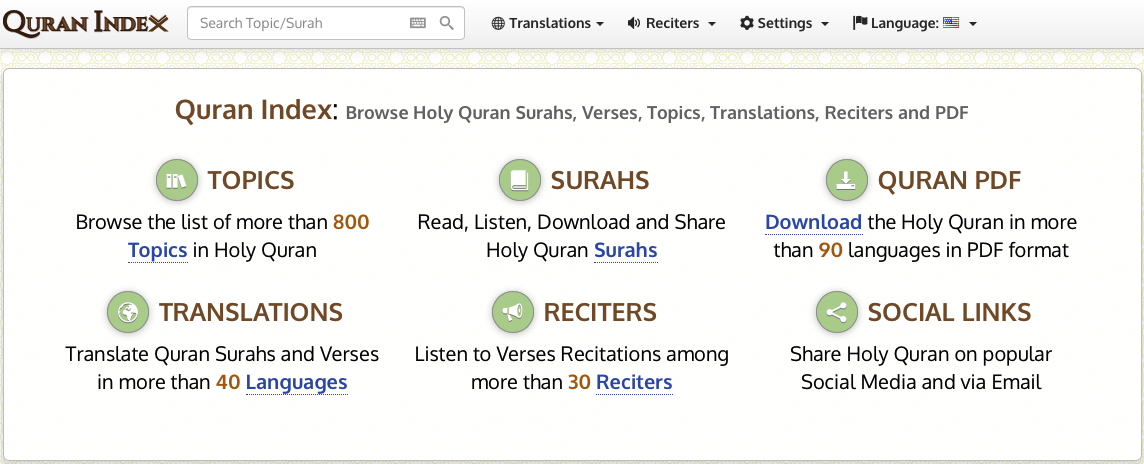 QURAN INDEX
Search Topic/Surah
Translations
Reciters
Settings
Language:
Quran Index: Browse Holy Quran Surahs, Verses, Topics, Translations, Reciters and PDF
TOPICS
Browse the list of more than 800
Topics in Holy Quran
SURAHS
Read, Listen, Download and Share
Holy Quran Surahs
QURAN PDF
Download the Holy Quran in more
than 90 languages in PDF format
TRANSLATIONS
Translate Quran Surahs and Verses
in more than 40 Languages
RECITERS
Listen to Verses Recitations among
more than 30 Reciters
SOCIAL LINKS
Share Holy Quran on popular
Social Media and via Email